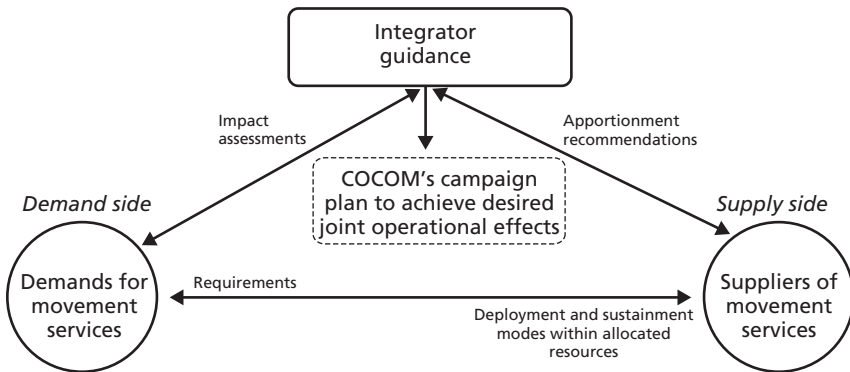 Integrator
guidance
Impact
assessments
Apportionment
recommendations
COCOM’s campaign
plan to achieve desired
joint operational effects
Demand side
Supply side
Demands for
movement
services
Requirements
Suppliers of
movement
services
Deployment and sustainment
modes within allocated
resources